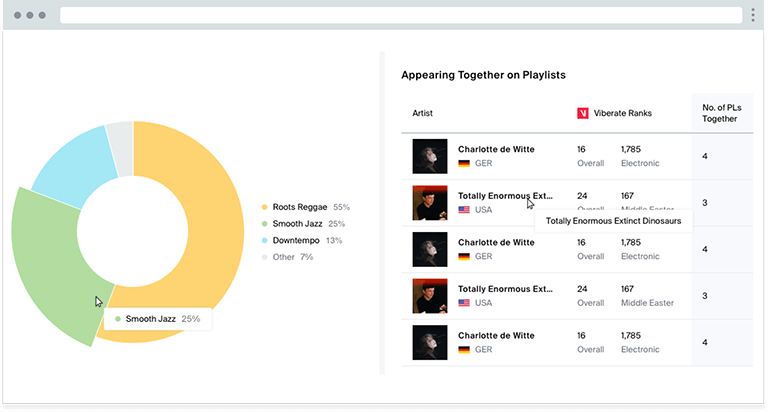 Roots Reggae 55%
Smooth Jazz 25%
Downtempo 13%
Other 7%
Smooth Jazz 25%
Appearing Together on Playlists
Artist Viberate Ranks No. of PLs Together
Charlotte de Witte 16 1,785 4
GER Overall Electronic
Totally Enormous Ext... 24 167 3
USA Overall Middle Easter
Totally Enormous Extinct Dinosaurs
Charlotte de Witte 16 1,785 4
GER Overall Electronic
Totally Enormous Ext... 24 167 3
USA Overall Middle Easter
Charlotte de Witte 16 1,785 4
GER Overall Electronic